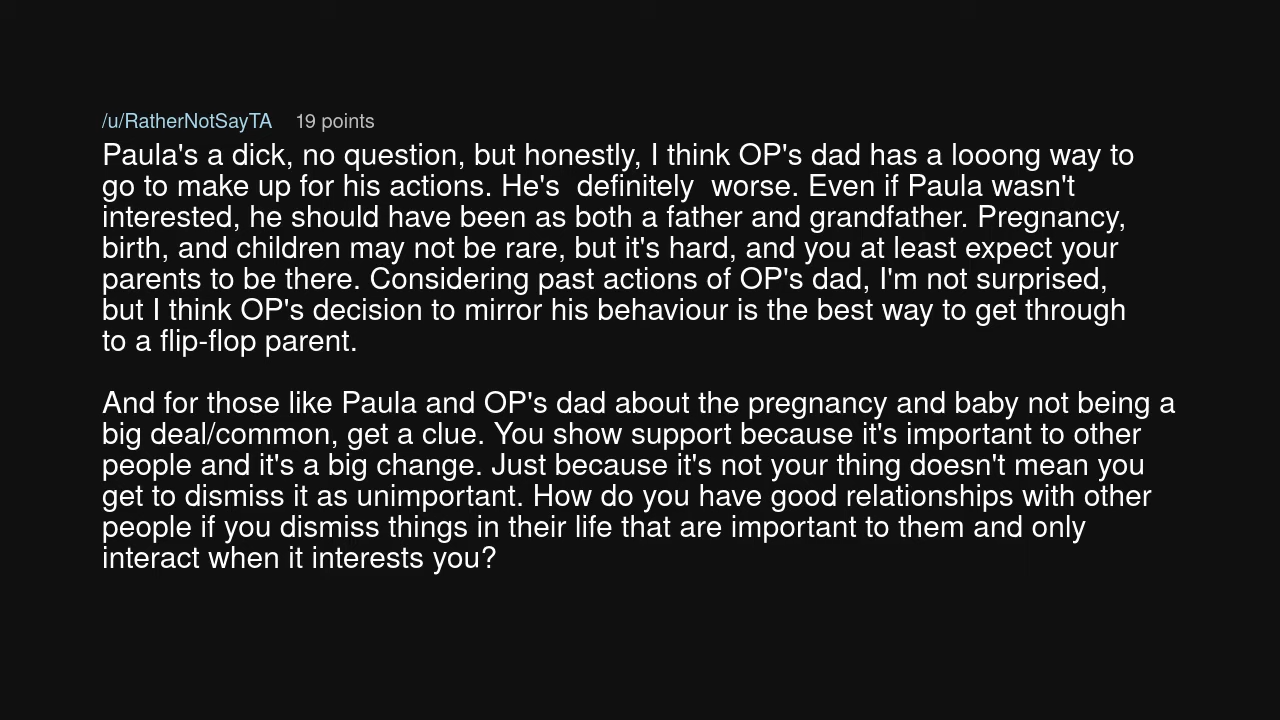 /u/RatherNotSayTA 19 points
Paula's a dick, no question, but honestly, I think OP's dad has a looong way to
go to make up for his actions. He's  definitely  worse. Even if Paula wasn't
interested, he should have been as both a father and grandfather. Pregnancy,
birth, and children may not be rare, but it's hard, and you at least expect your
parents to be there. Considering past actions of OP's dad, I'm not surprised,
but I think OP's decision to mirror his behaviour is the best way to get through
to a flip-flop parent.
And for those like Paula and OP's dad about the pregnancy and baby not being a
big deal/common, get a clue. You show support because it's important to other
people and it's a big change. Just because it's not your thing doesn't mean you
get to dismiss it as unimportant. How do you have good relationships with other
people if you dismiss things in their life that are important to them and only
interact when it interests you?